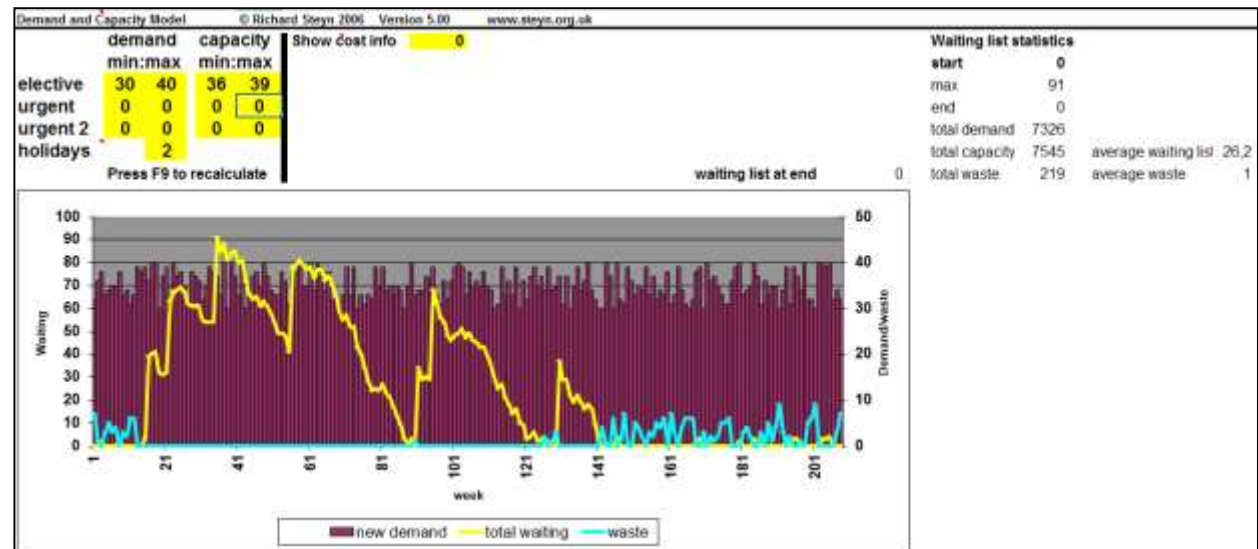 Demand and Capacity Model © Richard Steyn 2006 Version 5.00 www.steyn.org.uk
demand capacity Show cost info 0 Waiting list statistics
min:max min:max start 0
elective 30 40 36 39 max 91
urgent 0 0 0 0 end 0
urgent 2 0 0 0 0 total demand 7326
holidays 2 total capacity 7545 average waiting list 26,2
Press F9 to recalculate waiting list at end 0 total waste 219 average waste 1
100 50
90
80 40
70
60 30
50
40 20
30
20 10
10
0 0
Waiting
Demand/waste
1 21 41 61 81 101 121 141 161 181 201
week
new demand total waiting waste